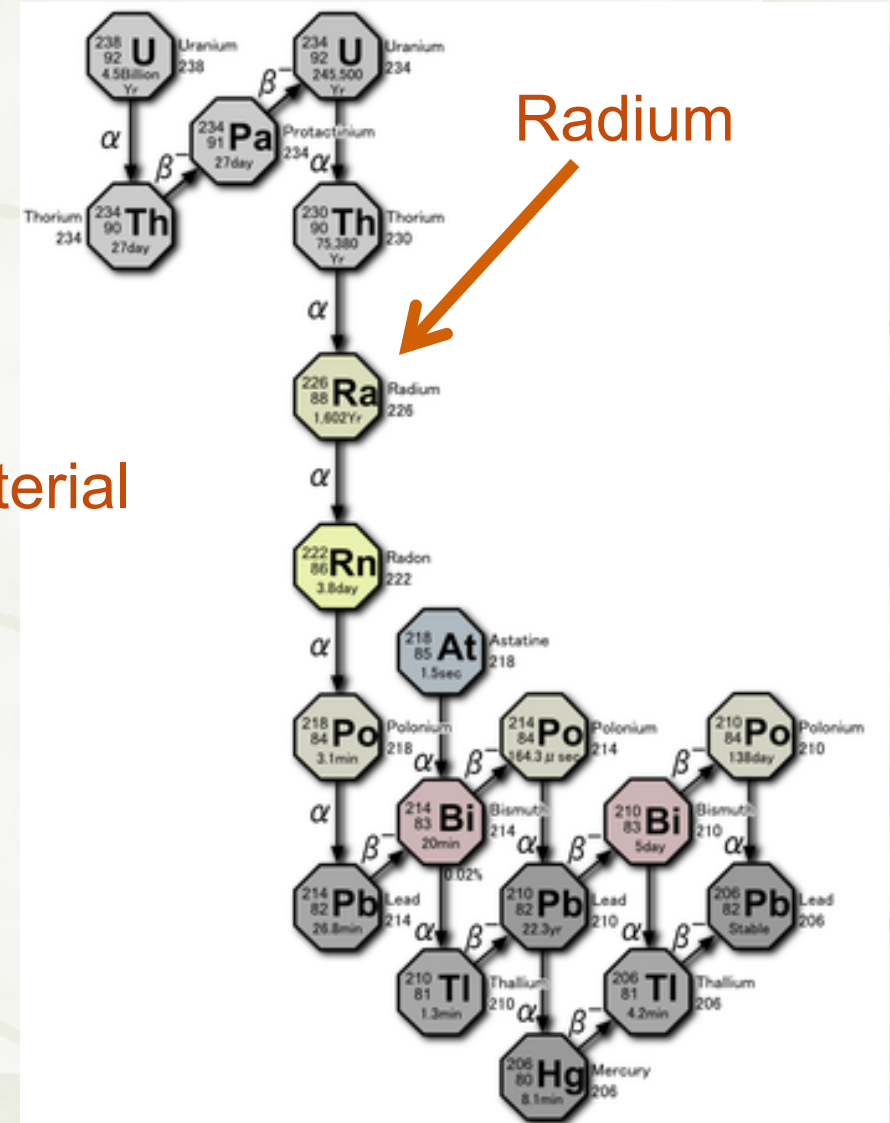 238
92 U
4.5Billion
Yr
Uranium
238
234
92 U
245,500
Yr
Uranium
234
β−
α
234
91 Pa
27day
Protactinium
234
α
β−
Radium
Thorium
234
234
90 Th
27day
230
90 Th
75,380
Yr
Thorium
230
α
226
88 Ra
1,602Yr
Radium
226
terial
α
222
86 Rn
3.8day
Radon
222
α
218
85 At
1.5sec
Astatine
218
218
84 Po
3.1min
Polonium
218
α
β−
214
84 Po
164.3 μ sec
Polonium
214
β−
210
84 Po
138day
Polonium
210
α
β−
214
83 Bi
20min
Bismuth
214
0.02%
α
β−
210
83 Bi
5day
Bismuth
210
α
214
82 Pb
26.8min
Lead
214
α
β−
210
82 Pb
22.3yr
Lead
210
α
β−
206
82 Pb
Stable
Lead
206
210
81 Tl
1.3min
Thallium
210
α
β−
206
81 Tl
4.2min
Thallium
206
206
80 Hg
8.1min
Mercury
206